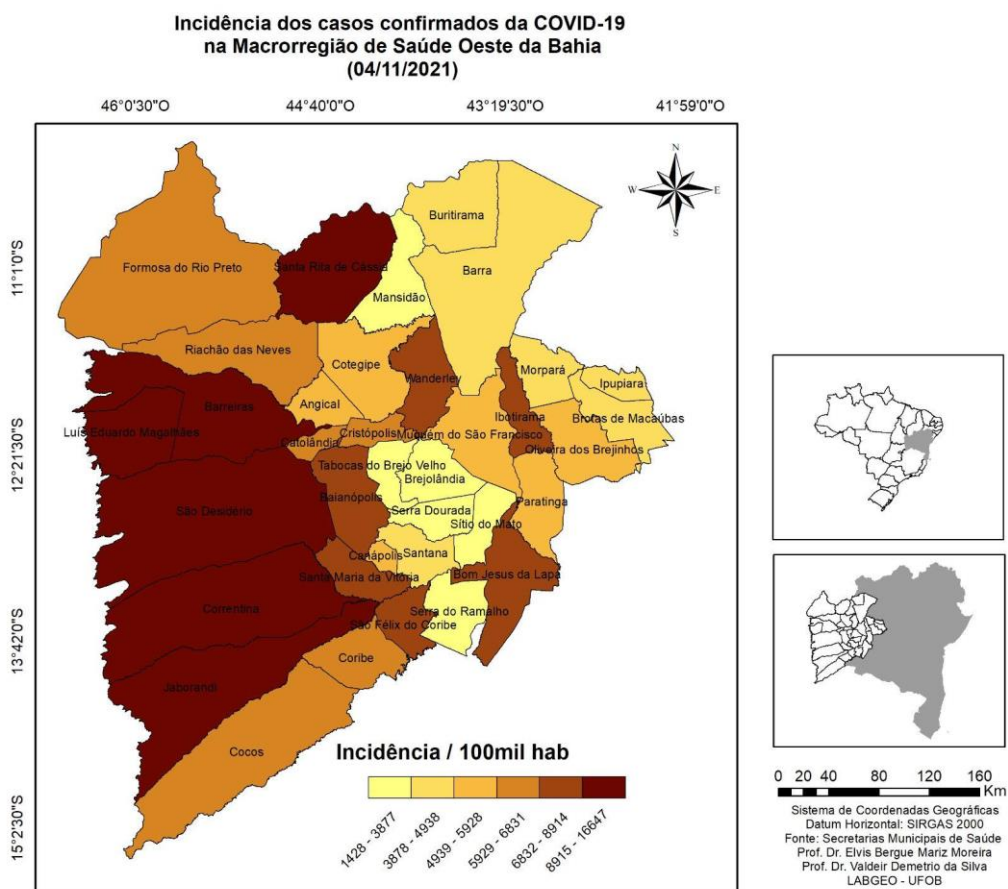 Incidência dos casos confirmados da COVID-19
na Macrorregião de Saúde Oeste da Bahia
(04/11/2021)
46°0'30"O 44°40'0"O 43°19'30"O 41°59'0"O
11°1'0"S
12°21'30"S
13°42'0"S
15°2'30"S
N
W E
S
Buritirama
Formosa do Rio Preto
Santa Rita de Cássia
Barra
Mansidão
Riachão das Neves
Cotegipe
Morpará
Wanderley
Ipupiara
Angical
Barreiras
Ibotirama
Brotas de Macaúbas
Luís Eduardo Magalhães
Catolândia
Cristópolis
Muquém do São Francisco
Oliveira dos Brejinhos
Tabocas do Brejo Velho
Brejolândia
Baianópolis
Paratinga
São Desidério
Serra Dourada
Sítio do Mato
Canápolis
Santana
Santa Maria da Vitória
Bom Jesus da Lapa
Correntina
Serra do Ramalho
São Félix do Coribe
Coribe
Jaborandi
Cocos
Incidência / 100mil hab
1428 - 3877
3878 - 4938
4939 - 5928
5929 - 6831
6832 - 8914
8915 - 16647
0 20 40 80 120 160
Km
Sistema de Coordenadas Geográficas
Datum Horizontal: SIRGAS 2000
Fonte: Secretarias Municipais de Saúde
Prof. Dr. Elvis Bergue Mariz Moreira
Prof. Dr. Valdeir Demetrio da Silva
LABGEO - UFOB